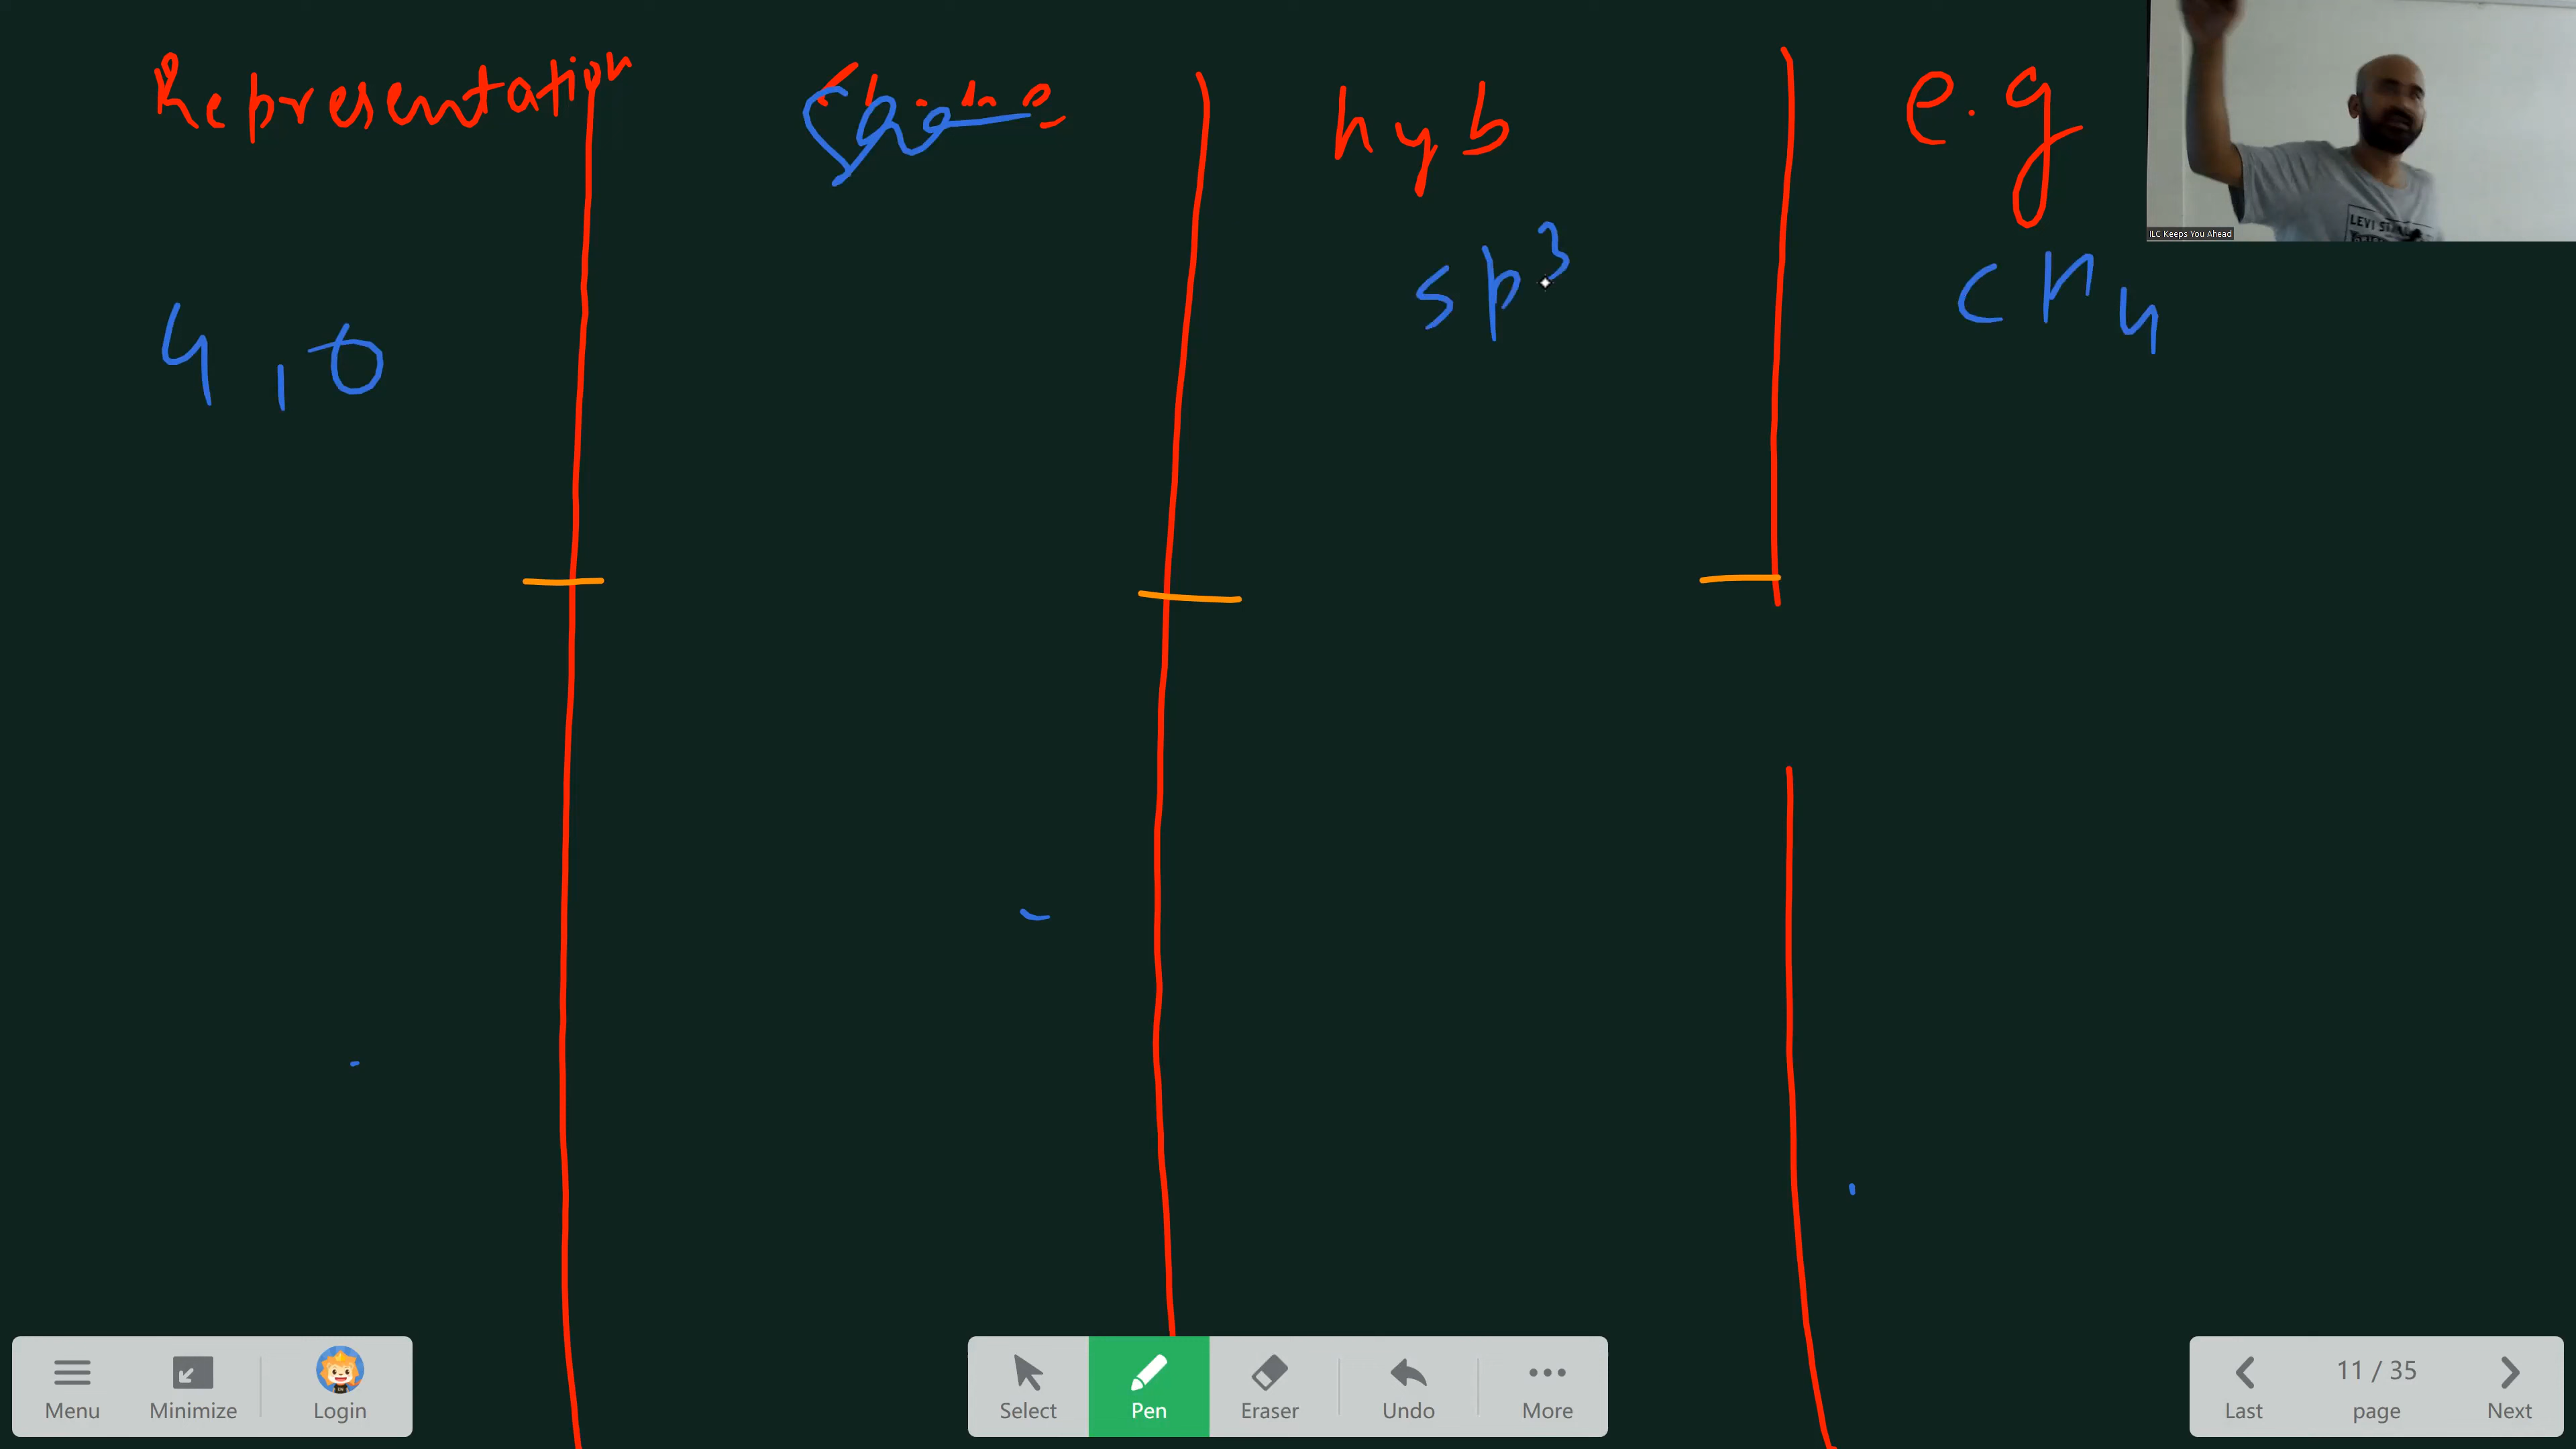 Representation hyb e.g
sp3 CH4
4,0
ILC Keeps You Ahead
Menu Minimize Login
Select Pen Eraser Undo More
11 / 35
Last page Next